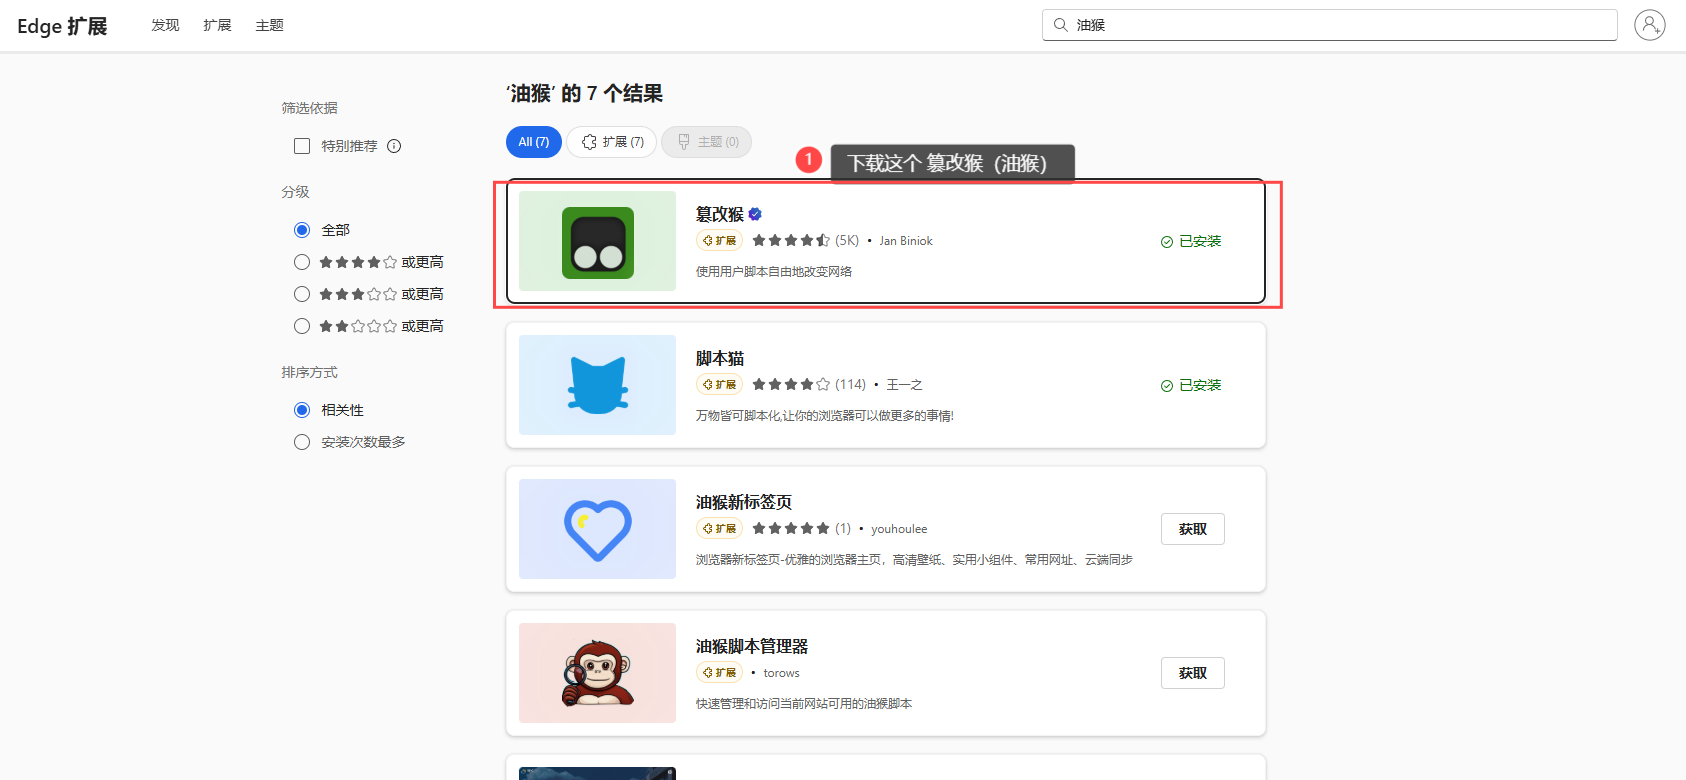 Edge 扩展
发现
扩展
主题
油猴
筛选依据
特别推荐
分级
全部
或更高
或更高
或更高
排序方式
相关性
安装次数最多
‘油猴’ 的 7 个结果
All (7)
扩展 (7)
主题 (0)
1
下载这个 篡改猴（油猴）
篡改猴
扩展 (5K) • Jan Biniok
使用用户脚本自由地改变网络
已安装
脚本猫
扩展 (114) • 王一之
万物皆可脚本化,让你的浏览器可以做更多的事情!
已安装
油猴新标签页
扩展 (1) • youhoulee
浏览器新标签页-优雅的浏览器主页，高清壁纸、实用小组件、常用网址、云端同步
获取
油猴脚本管理器
扩展 • torows
快速管理和访问当前网站可用的油猴脚本
获取